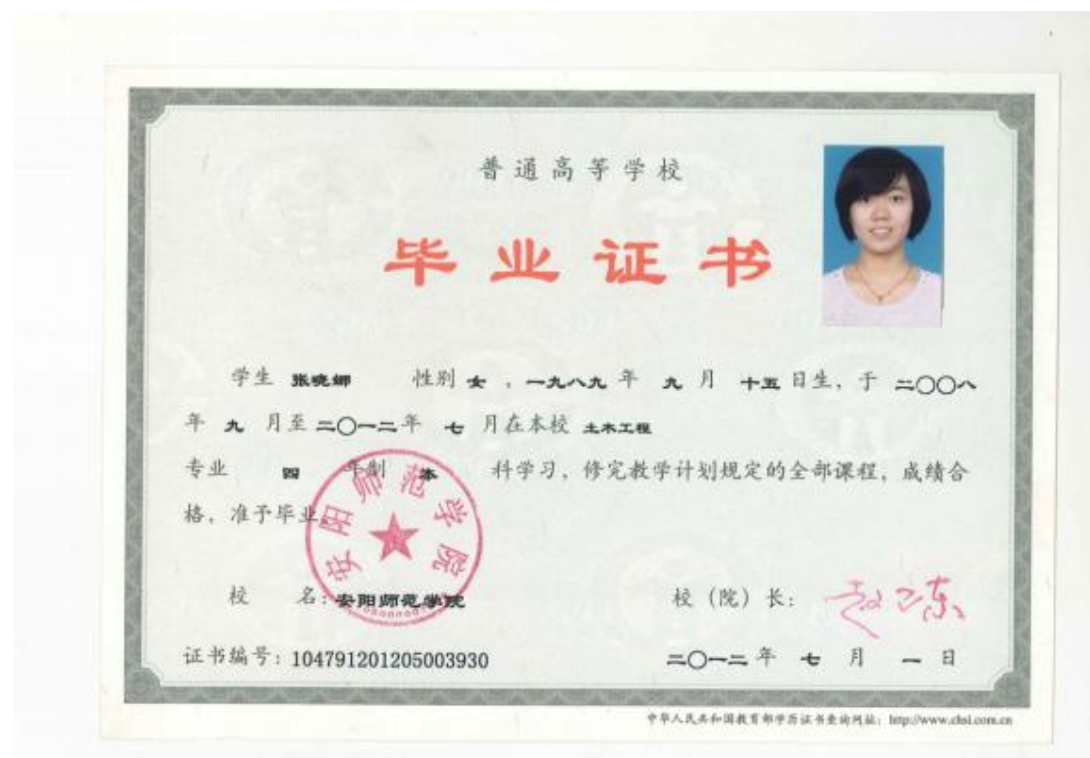 普通高等学校
毕业证书
学生 张晓娜 性别 女 ，一九八九 年 九 月 十五 日生，于 二〇〇八
年 九 月至 二〇一二 年 七 月在本校 土木工程
专业 四 年制 本 科学习，修完教学计划规定的全部课程，成绩合
格，准予毕业。
安阳师范学院
校 名：安阳师范学院 校（院）长：
证书编号：104791201205003930 二〇一二 年 七 月 一 日
中华人民共和国教育部学历证书查询网址：http://www.chsi.com.cn